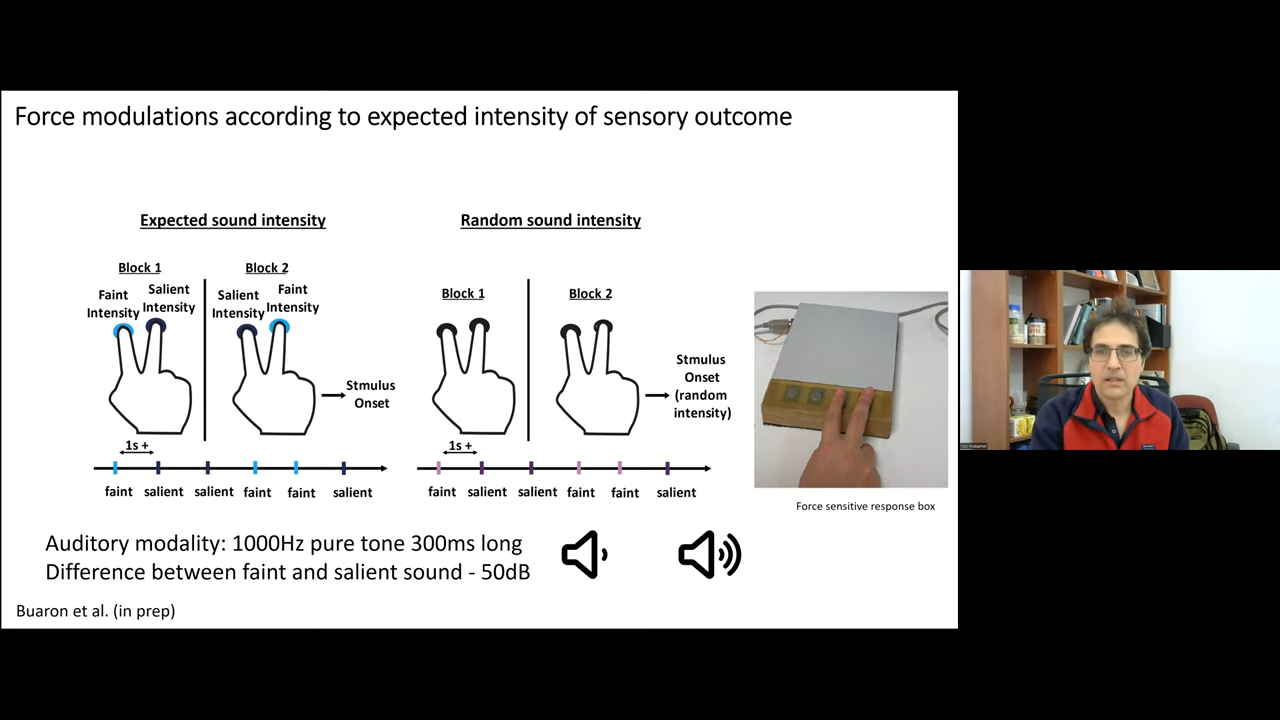 Force modulations according to expected intensity of sensory outcome
Expected sound intensity
Block 1
Block 2
Faint
Intensity
Salient
Intensity
Salient
Intensity
Faint
Intensity
Stmulus
Onset
1s +
faint salient salient faint faint salient
Random sound intensity
Block 1
Block 2
Stmulus
Onset
(random
intensity)
1s +
faint salient salient faint faint salient
Force sensitive response box
Auditory modality: 1000Hz pure tone 300ms long
Difference between faint and salient sound - 50dB
Buaron et al. (in prep)